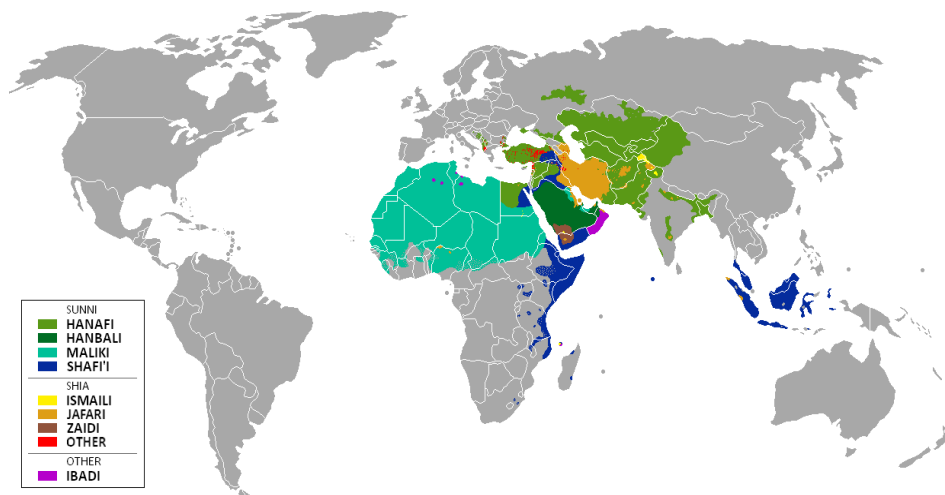 SUNNI
HANAFI
HANBALI
MALIKI
SHAFI'I
SHIA
ISMAILI
JAFARI
ZAIDI
OTHER
OTHER
IBADI